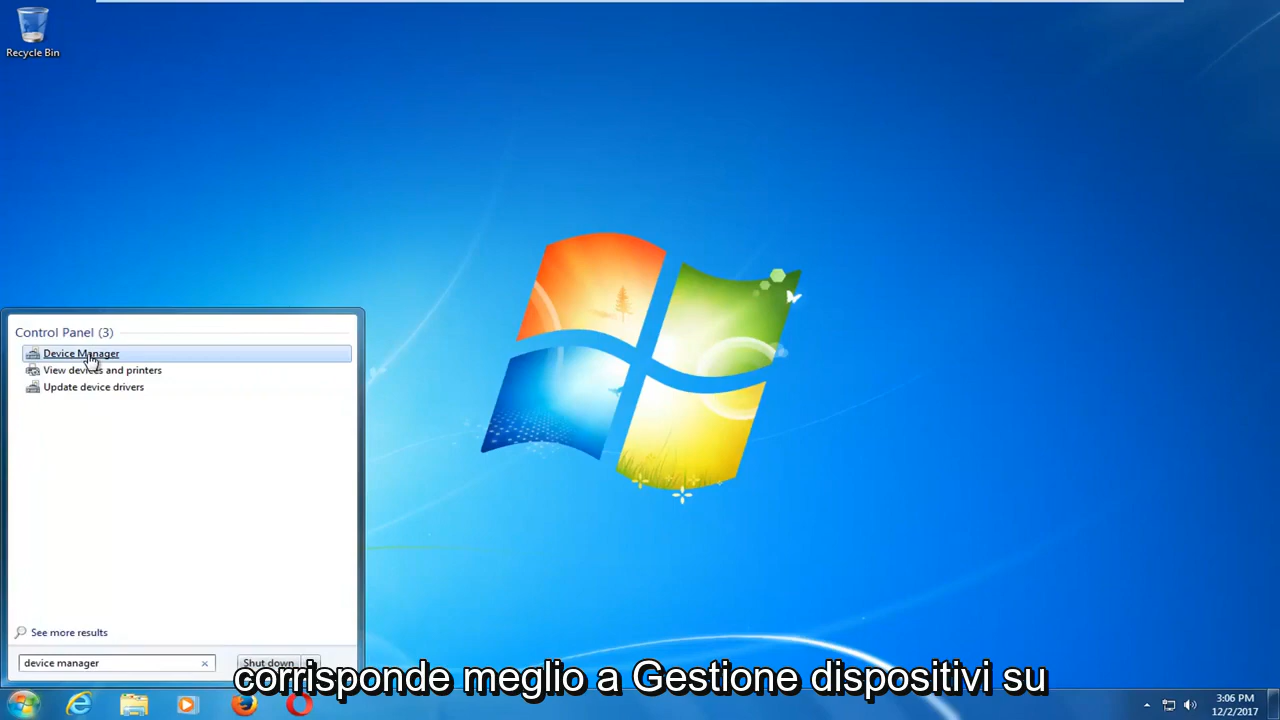 Recycle Bin
Control Panel (3)
Device Manager
View devices and printers
Update device drivers
See more results
device manager
Shut down
corrisponde meglio a Gestione dispositivi su
3:06 PM
12/2/2017